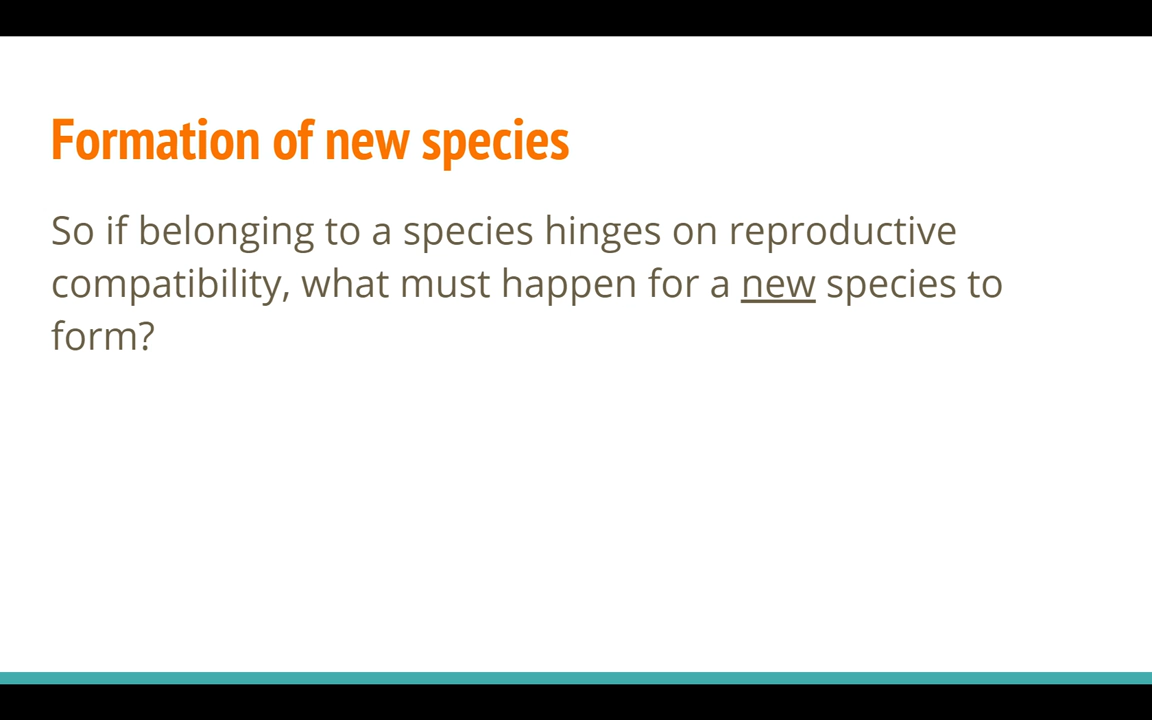 Formation of new species
So if belonging to a species hinges on reproductive
compatibility, what must happen for a new species to
form?